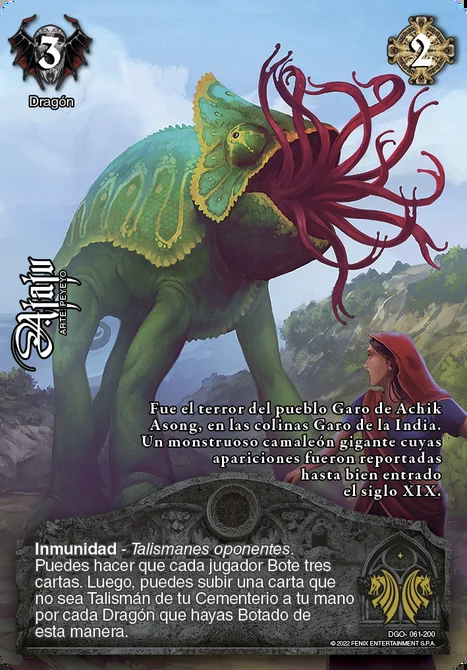 3
2
Dragón
Afaju
ARTE: PEYEYO
Fue el terror del pueblo Garo de Achik
Asong, en las colinas Garo de la India.
Un monstruoso camaleón gigante cuyas
apariciones fueron reportadas
hasta bien entrado
el siglo XIX.
Inmunidad - Talismanes oponentes.
Puedes hacer que cada jugador Bote tres
cartas. Luego, puedes subir una carta que
no sea Talismán de tu Cementerio a tu mano
por cada Dragón que hayas Botado de
esta manera.
DGO- 061-200
© 2022 FENIX ENTERTAINMENT S.P.A.